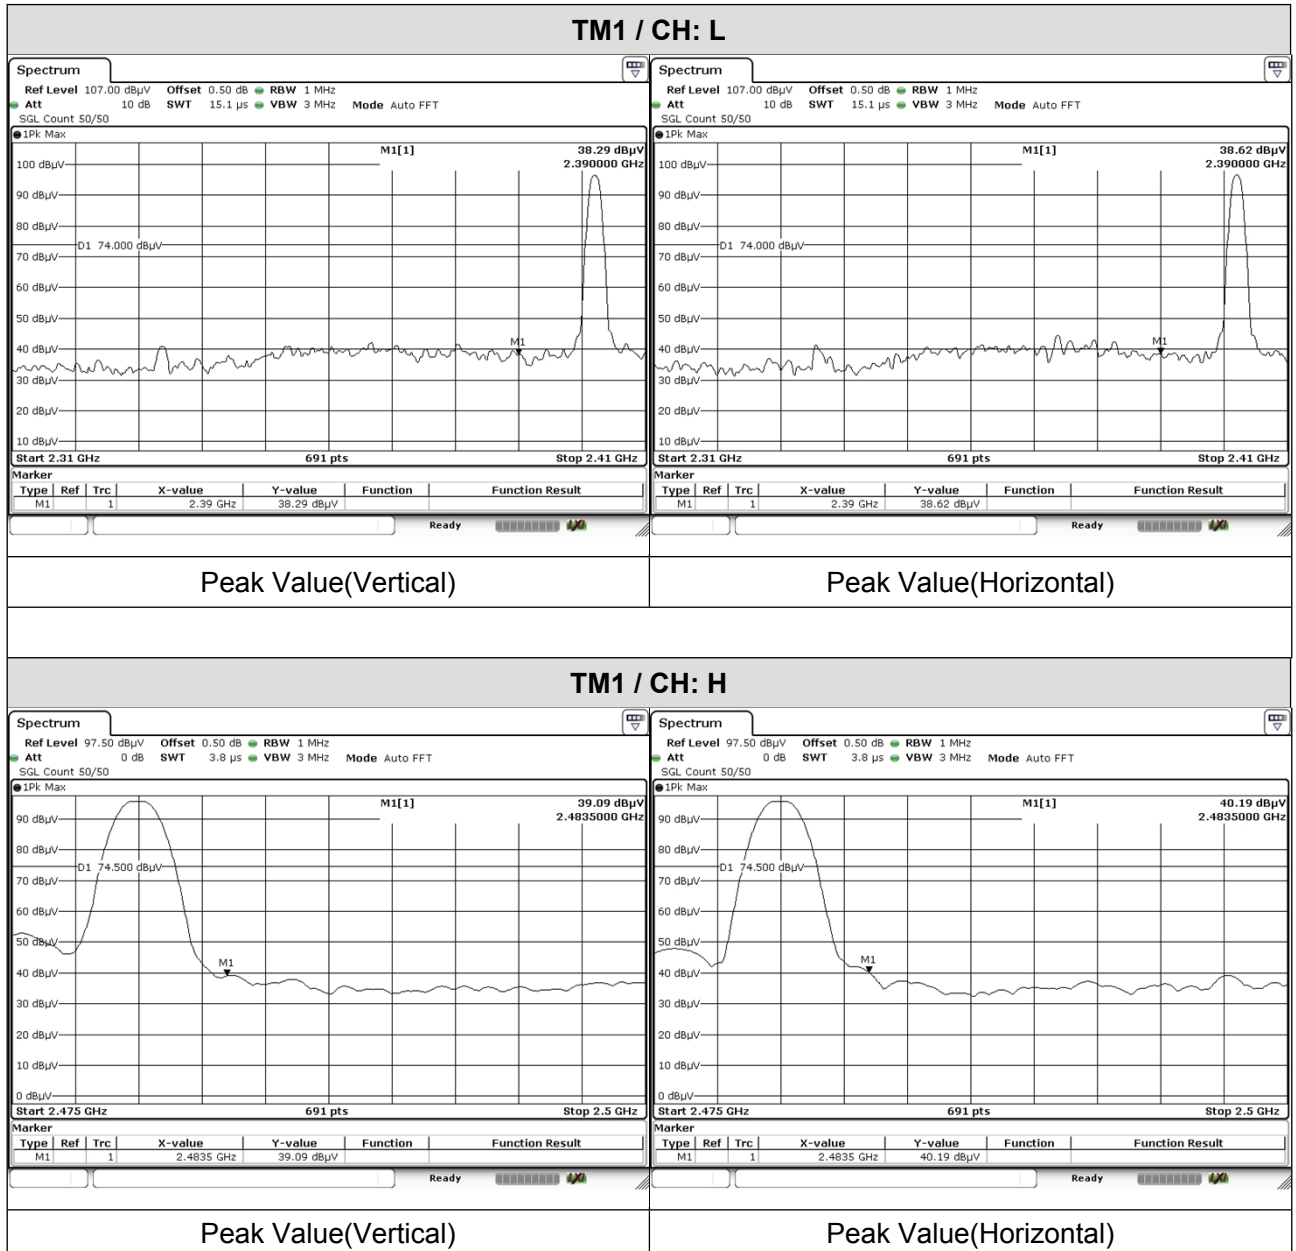 TM1 / CH: L
Spectrum
Ref Level 107.00 dBµV Offset 0.50 dB RBW 1 MHz
Att 10 dB SWT 15.1 µs VBW 3 MHz Mode Auto FFT
SGL Count 50/50
1Pk Max
M1[1] 38.29 dBµV
2.390000 GHz
100 dBµV
90 dBµV
80 dBµV
D1 74.000 dBµV
70 dBµV
60 dBµV
50 dBµV
M1
40 dBµV
30 dBµV
20 dBµV
10 dBµV
Start 2.31 GHz 691 pts Stop 2.41 GHz
Marker
Type Ref Trc X-value Y-value Function Function Result
M1 1 2.39 GHz 38.29 dBµV
Ready LXI
Peak Value(Vertical)
Spectrum
Ref Level 107.00 dBµV Offset 0.50 dB RBW 1 MHz
Att 10 dB SWT 15.1 µs VBW 3 MHz Mode Auto FFT
SGL Count 50/50
1Pk Max
M1[1] 38.62 dBµV
2.390000 GHz
100 dBµV
90 dBµV
80 dBµV
D1 74.000 dBµV
70 dBµV
60 dBµV
50 dBµV
M1
40 dBµV
30 dBµV
20 dBµV
10 dBµV
Start 2.31 GHz 691 pts Stop 2.41 GHz
Marker
Type Ref Trc X-value Y-value Function Function Result
M1 1 2.39 GHz 38.62 dBµV
Ready LXI
Peak Value(Horizontal)
TM1 / CH: H
Spectrum
Ref Level 97.50 dBµV Offset 0.50 dB RBW 1 MHz
Att 0 dB SWT 3.8 µs VBW 3 MHz Mode Auto FFT
SGL Count 50/50
1Pk Max
M1[1] 39.09 dBµV
2.4835000 GHz
90 dBµV
80 dBµV
D1 74.500 dBµV
70 dBµV
60 dBµV
50 dBµV
M1
40 dBµV
30 dBµV
20 dBµV
10 dBµV
0 dBµV
Start 2.475 GHz 691 pts Stop 2.5 GHz
Marker
Type Ref Trc X-value Y-value Function Function Result
M1 1 2.4835 GHz 39.09 dBµV
Ready LXI
Peak Value(Vertical)
Spectrum
Ref Level 97.50 dBµV Offset 0.50 dB RBW 1 MHz
Att 0 dB SWT 3.8 µs VBW 3 MHz Mode Auto FFT
SGL Count 50/50
1Pk Max
M1[1] 40.19 dBµV
2.4835000 GHz
90 dBµV
80 dBµV
D1 74.500 dBµV
70 dBµV
60 dBµV
50 dBµV
M1
40 dBµV
30 dBµV
20 dBµV
10 dBµV
0 dBµV
Start 2.475 GHz 691 pts Stop 2.5 GHz
Marker
Type Ref Trc X-value Y-value Function Function Result
M1 1 2.4835 GHz 40.19 dBµV
Ready LXI
Peak Value(Horizontal)